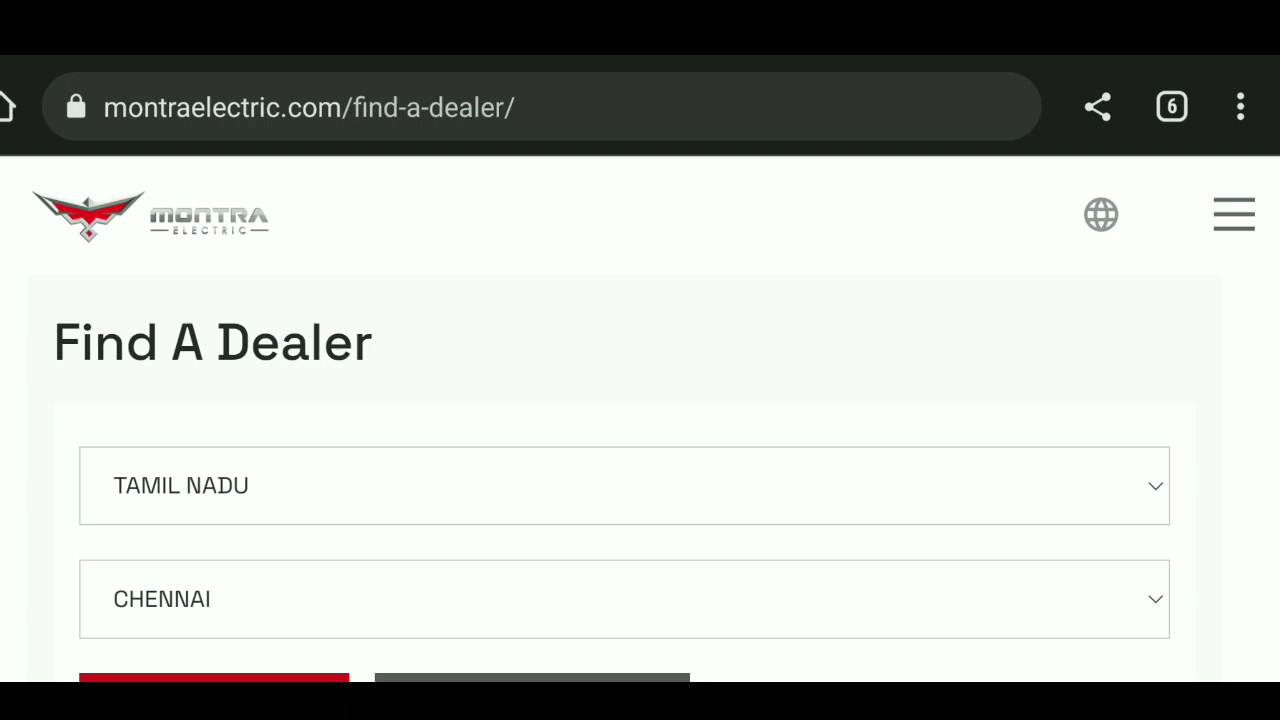 montraelectric.com/find-a-dealer/
6
MONTRA
ELECTRIC
Find A Dealer
TAMIL NADU
CHENNAI